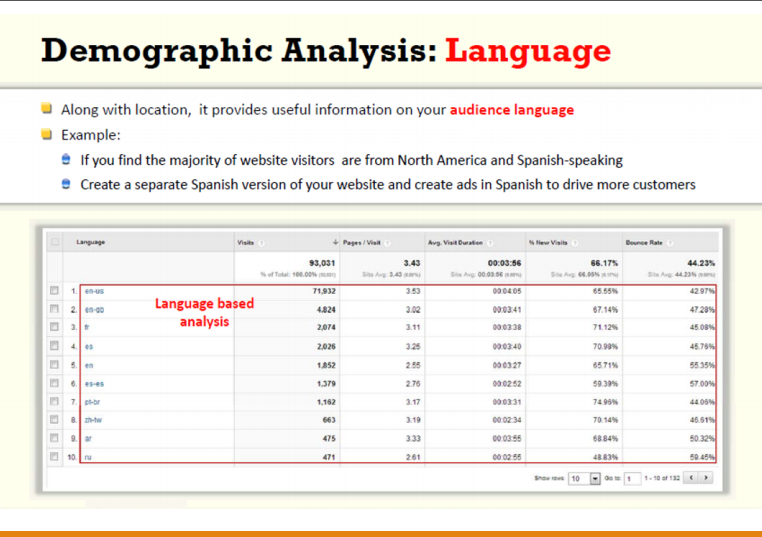 Demographic Analysis: Language
Along with location, it provides useful information on your audience language
Example:
If you find the majority of website visitors are from North America and Spanish-speaking
Create a separate Spanish version of your website and create ads in Spanish to drive more customers
Language Visits Pages / Visit Avg. Visit Duration % New Visits Bounce Rate
93,031 3.43 00:03:56 66.17% 44.23%
% of Total: 100.00% (93,031) Site Avg: 3.43 (0.00%) Site Avg: 00:03:56 (0.00%) Site Avg: 66.06% (0.17%) Site Avg: 44.23% (0.00%)
1. en-us 71,932 3.53 00:04:05 65.55% 42.97%
Language based
analysis
2. en-gb 4,824 3.02 00:03:41 67.14% 47.28%
3. fr 2,074 3.11 00:03:38 71.12% 45.08%
4. es 2,026 3.25 00:03:40 70.98% 45.76%
5. en 1,852 2.55 00:03:27 65.71% 55.35%
6. es-es 1,379 2.76 00:02:52 59.39% 57.00%
7. pt-br 1,162 3.17 00:03:31 74.96% 44.06%
8. zh-tw 663 3.19 00:02:34 70.14% 46.61%
9. ar 475 3.33 00:03:55 68.84% 50.32%
10. ru 471 2.61 00:02:55 48.83% 59.45%
Show rows: 10 Go to: 1 1 - 10 of 132